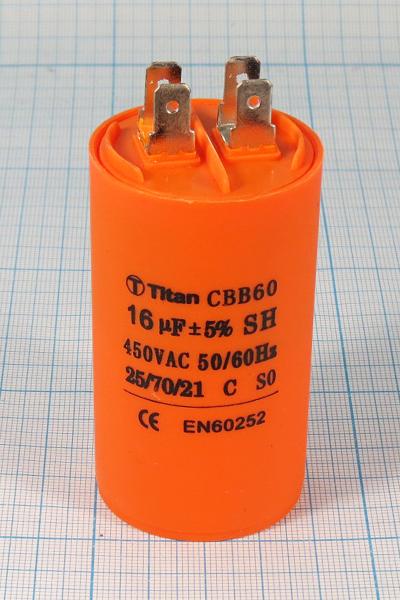 Titan CBB60
16 µF ± 5% SH
450VAC 50/60Hz
25/70/21 C S0
CE EN60252